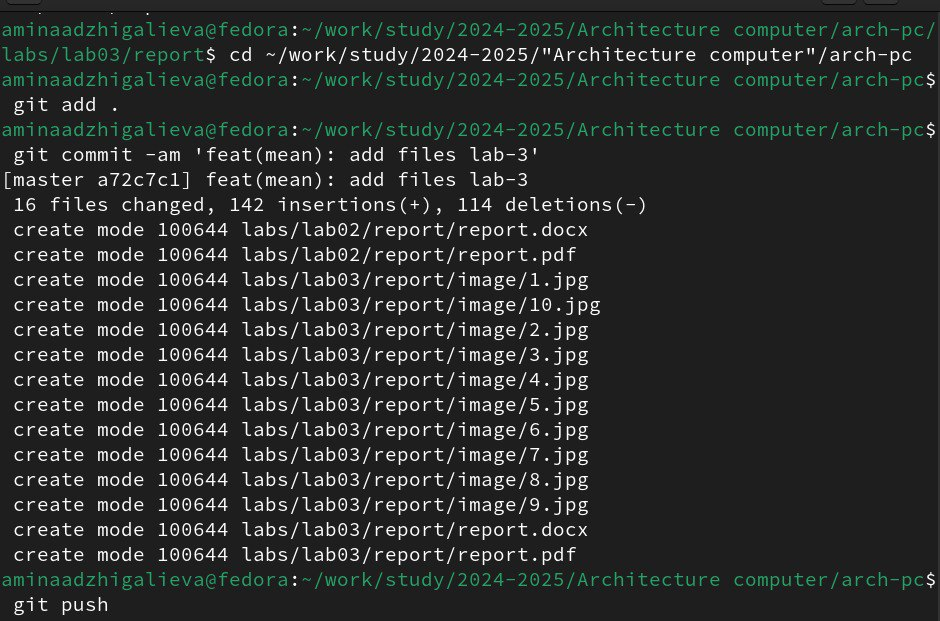 aminaadzhigalieva@fedora:~/work/study/2024-2025/Architecture computer/arch-pc/
labs/lab03/report$ cd ~/work/study/2024-2025/"Architecture computer"/arch-pc
aminaadzhigalieva@fedora:~/work/study/2024-2025/Architecture computer/arch-pc$
 git add .
aminaadzhigalieva@fedora:~/work/study/2024-2025/Architecture computer/arch-pc$
 git commit -am 'feat(mean): add files lab-3'
[master a72c7c1] feat(mean): add files lab-3
 16 files changed, 142 insertions(+), 114 deletions(-)
 create mode 100644 labs/lab02/report/report.docx
 create mode 100644 labs/lab02/report/report.pdf
 create mode 100644 labs/lab03/report/image/1.jpg
 create mode 100644 labs/lab03/report/image/10.jpg
 create mode 100644 labs/lab03/report/image/2.jpg
 create mode 100644 labs/lab03/report/image/3.jpg
 create mode 100644 labs/lab03/report/image/4.jpg
 create mode 100644 labs/lab03/report/image/5.jpg
 create mode 100644 labs/lab03/report/image/6.jpg
 create mode 100644 labs/lab03/report/image/7.jpg
 create mode 100644 labs/lab03/report/image/8.jpg
 create mode 100644 labs/lab03/report/image/9.jpg
 create mode 100644 labs/lab03/report/report.docx
 create mode 100644 labs/lab03/report/report.pdf
aminaadzhigalieva@fedora:~/work/study/2024-2025/Architecture computer/arch-pc$
 git push